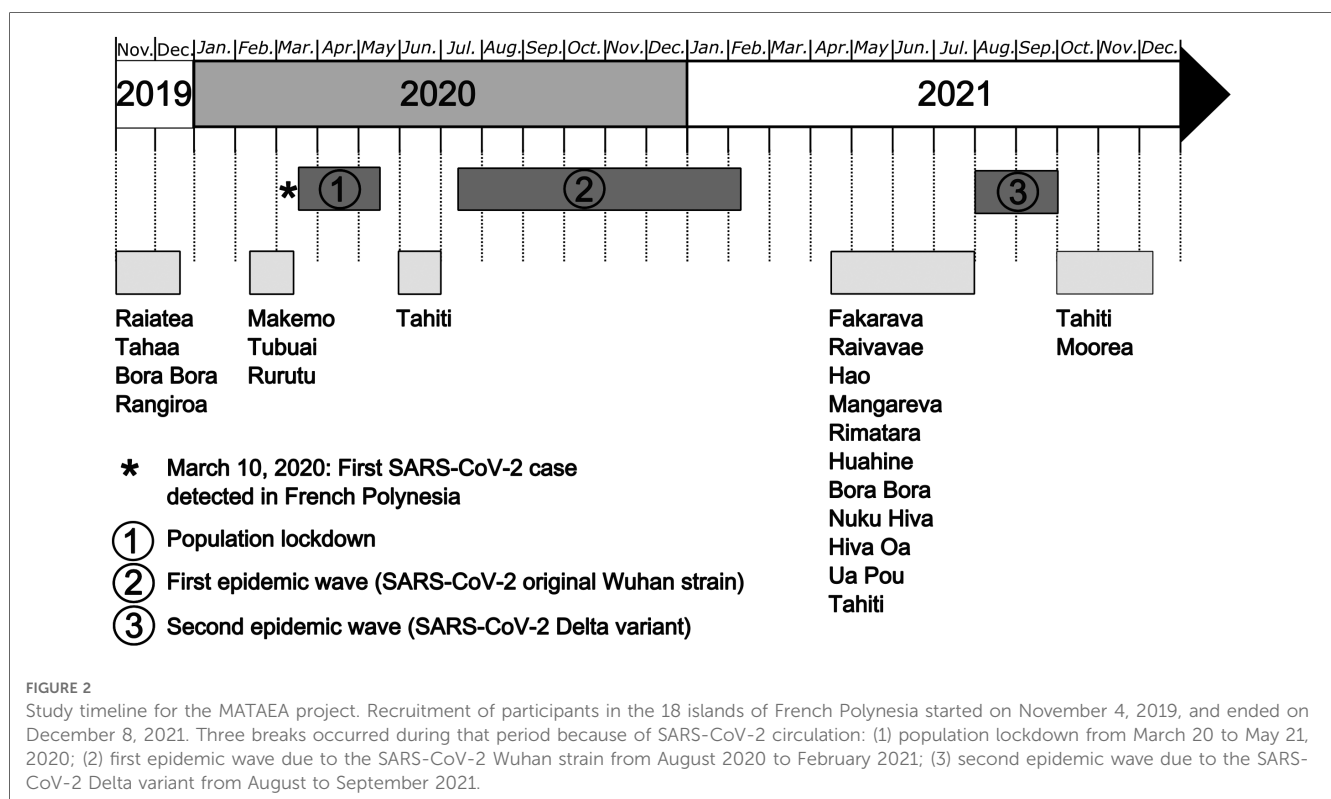 Nov. Dec. Jan. Feb. Mar. Apr. May Jun. Jul. Aug. Sep. Oct. Nov. Dec. Jan. Feb. Mar. Apr. May Jun. Jul. Aug. Sep. Oct. Nov. Dec.
2019 2020 2021
* 1 2 3
Raiatea
Tahaa
Bora Bora
Rangiroa
Makemo
Tubuai
Rurutu
Tahiti
Fakarava
Raivavae
Hao
Mangareva
Rimatara
Huahine
Bora Bora
Nuku Hiva
Hiva Oa
Ua Pou
Tahiti
Tahiti
Moorea
* March 10, 2020: First SARS-CoV-2 case
detected in French Polynesia
1 Population lockdown
2 First epidemic wave (SARS-CoV-2 original Wuhan strain)
3 Second epidemic wave (SARS-CoV-2 Delta variant)
FIGURE 2
Study timeline for the MATAEA project. Recruitment of participants in the 18 islands of French Polynesia started on November 4, 2019, and ended on
December 8, 2021. Three breaks occurred during that period because of SARS-CoV-2 circulation: (1) population lockdown from March 20 to May 21,
2020; (2) first epidemic wave due to the SARS-CoV-2 Wuhan strain from August 2020 to February 2021; (3) second epidemic wave due to the SARS-
CoV-2 Delta variant from August to September 2021.